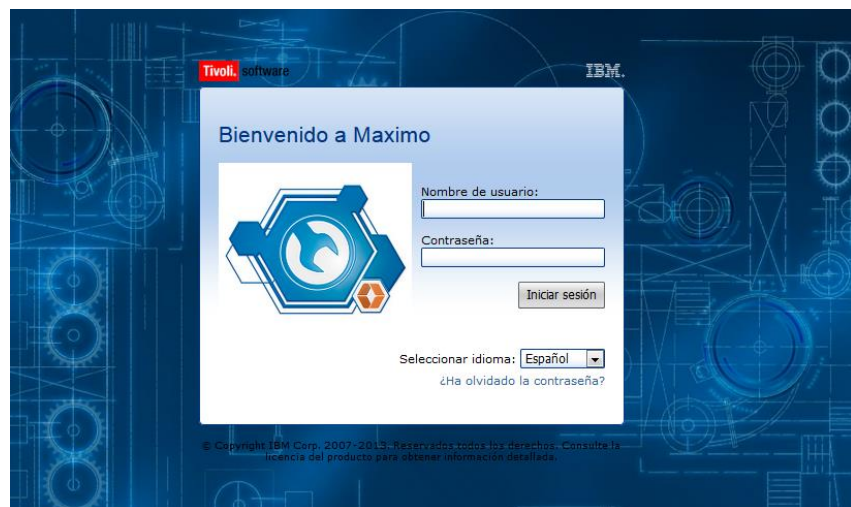 Tivoli. software
IBM.
Bienvenido a Maximo
Nombre de usuario:
Contraseña:
Iniciar sesión
Seleccionar idioma: Español
¿Ha olvidado la contraseña?
© Copyright IBM Corp. 2007-2013. Reservados todos los derechos. Consulte la
licencia del producto para obtener información detallada.